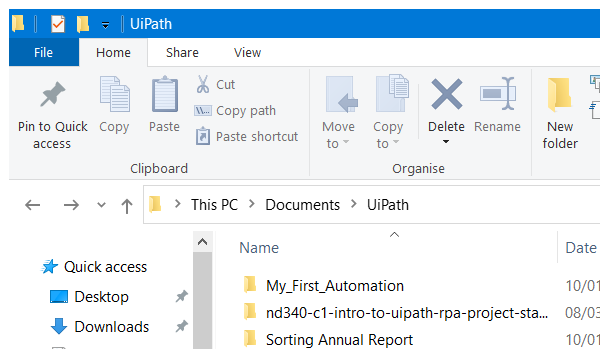 UiPath
File Home Share View
Pin to Quick access
Copy
Paste
Cut
Copy path
Paste shortcut
Move to
Copy to
Delete
Rename
New folder
Clipboard Organise
This PC > Documents > UiPath
Name Date
Quick access
Desktop
Downloads
My_First_Automation 10/01
nd340-c1-intro-to-uipath-rpa-project-sta... 08/03
Sorting Annual Report 10/01